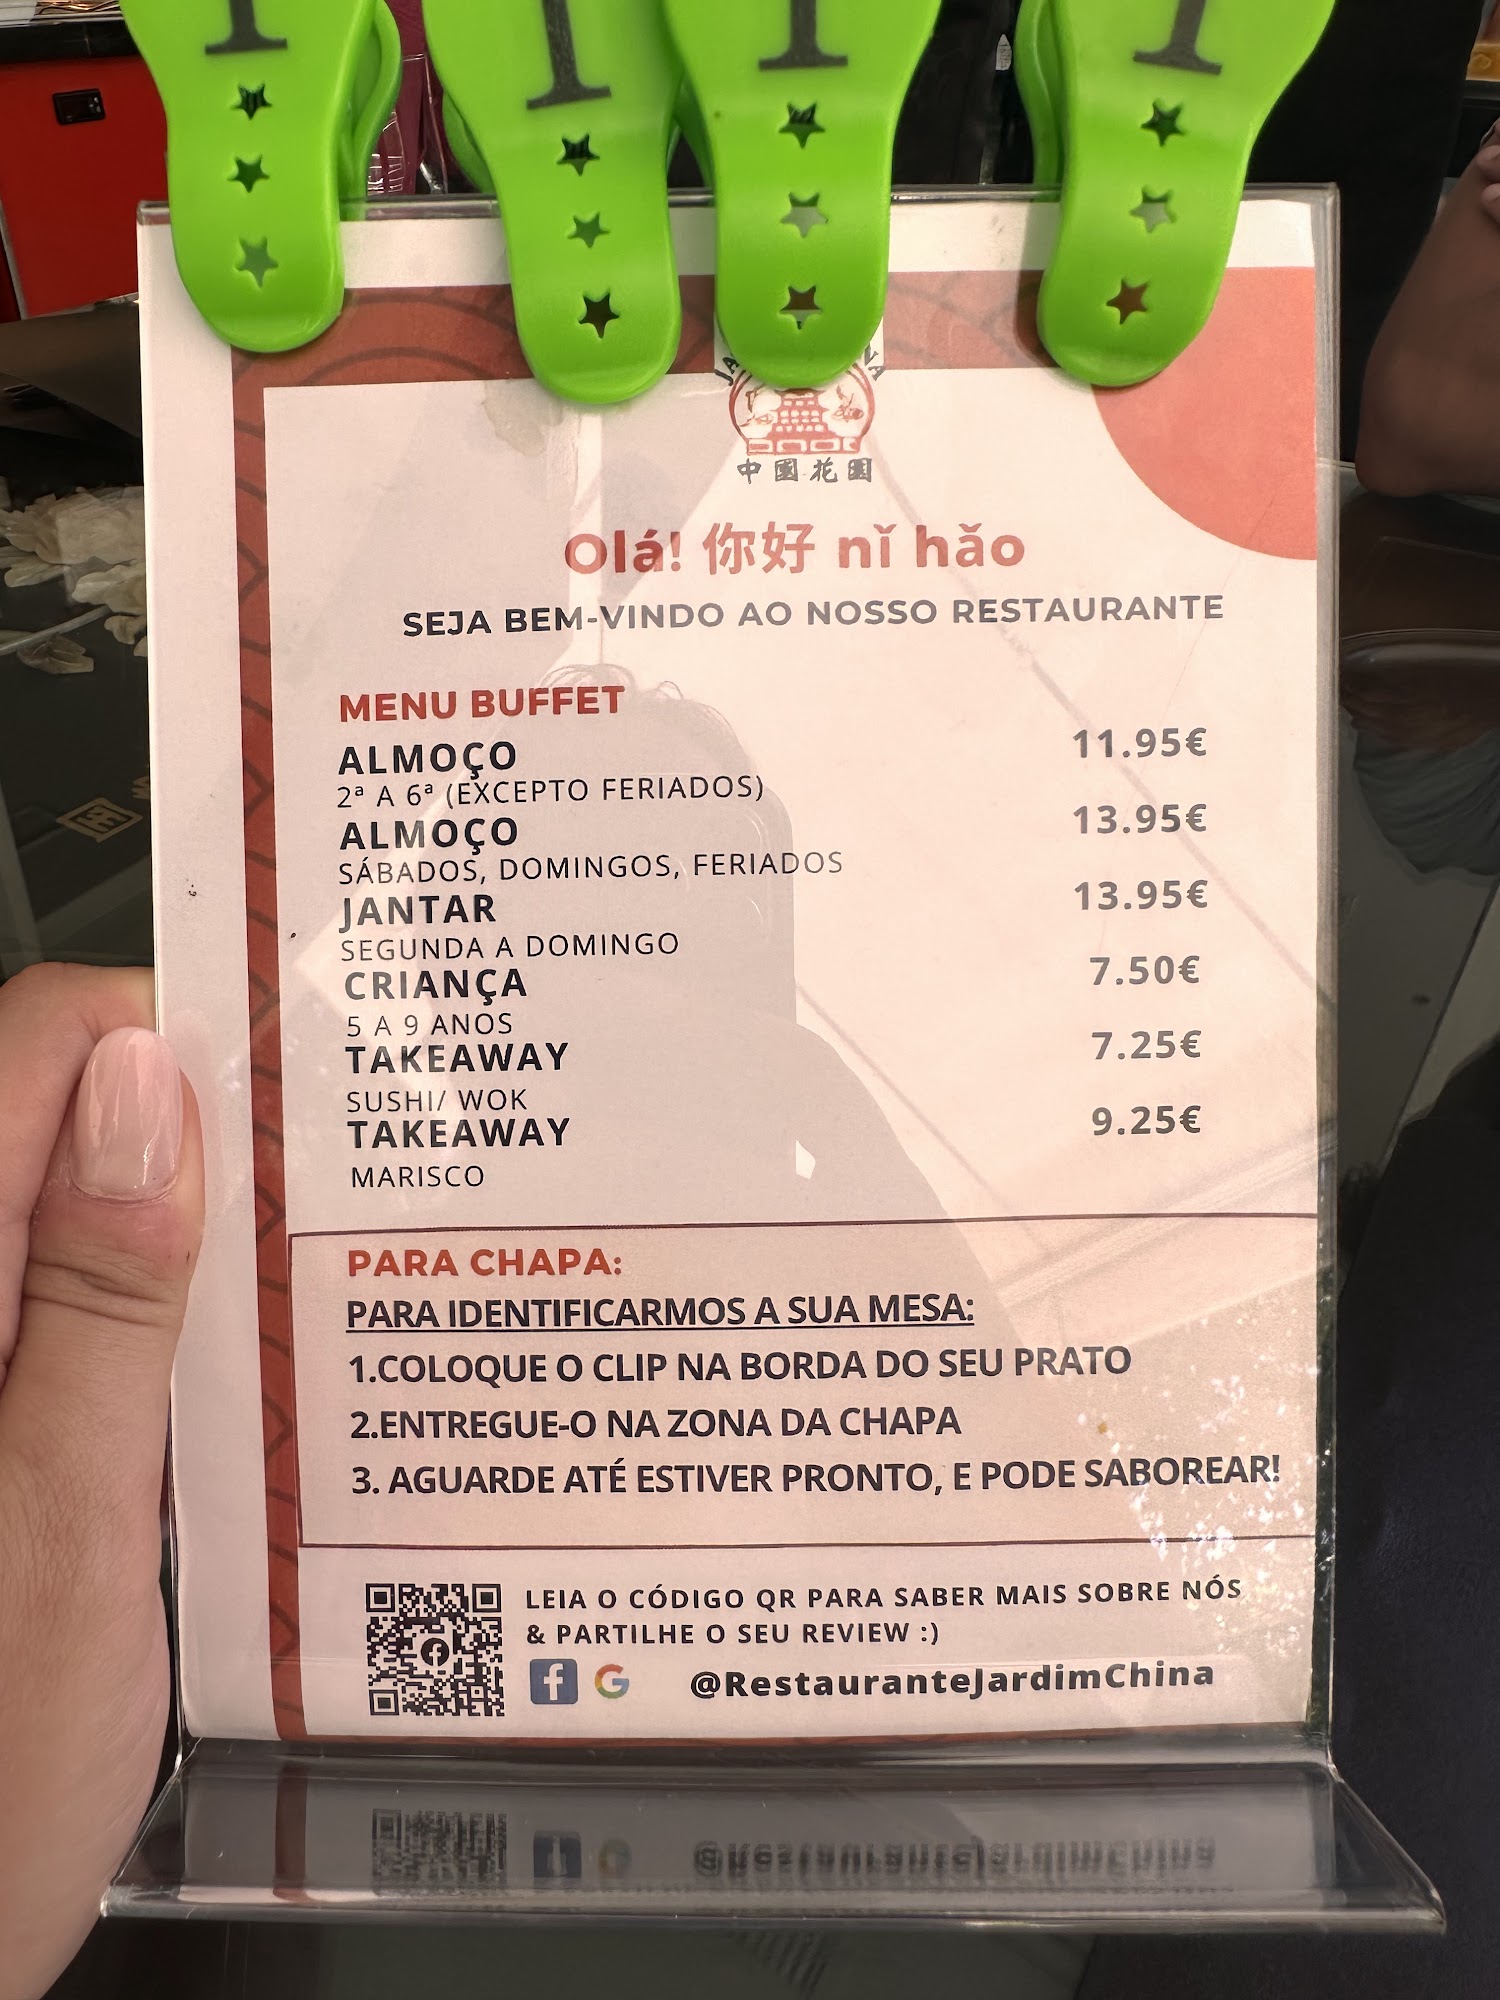 1
1
1
1
中國花園
Olá! 你好 nǐ hǎo
SEJA BEM-VINDO AO NOSSO RESTAURANTE
MENU BUFFET
ALMOÇO 11.95€
2ª A 6ª (EXCEPTO FERIADOS)
ALMOÇO 13.95€
SÁBADOS, DOMINGOS, FERIADOS
JANTAR 13.95€
SEGUNDA A DOMINGO
CRIANÇA 7.50€
5 A 9 ANOS
TAKEAWAY 7.25€
SUSHI/ WOK
TAKEAWAY 9.25€
MARISCO
PARA CHAPA:
PARA IDENTIFICARMOS A SUA MESA:
1.COLOQUE O CLIP NA BORDA DO SEU PRATO
2.ENTREGUE-O NA ZONA DA CHAPA
3. AGUARDE ATÉ ESTIVER PRONTO, E PODE SABOREAR!
LEIA O CÓDIGO QR PARA SABER MAIS SOBRE NÓS
& PARTILHE O SEU REVIEW :)
@RestauranteJardimChina